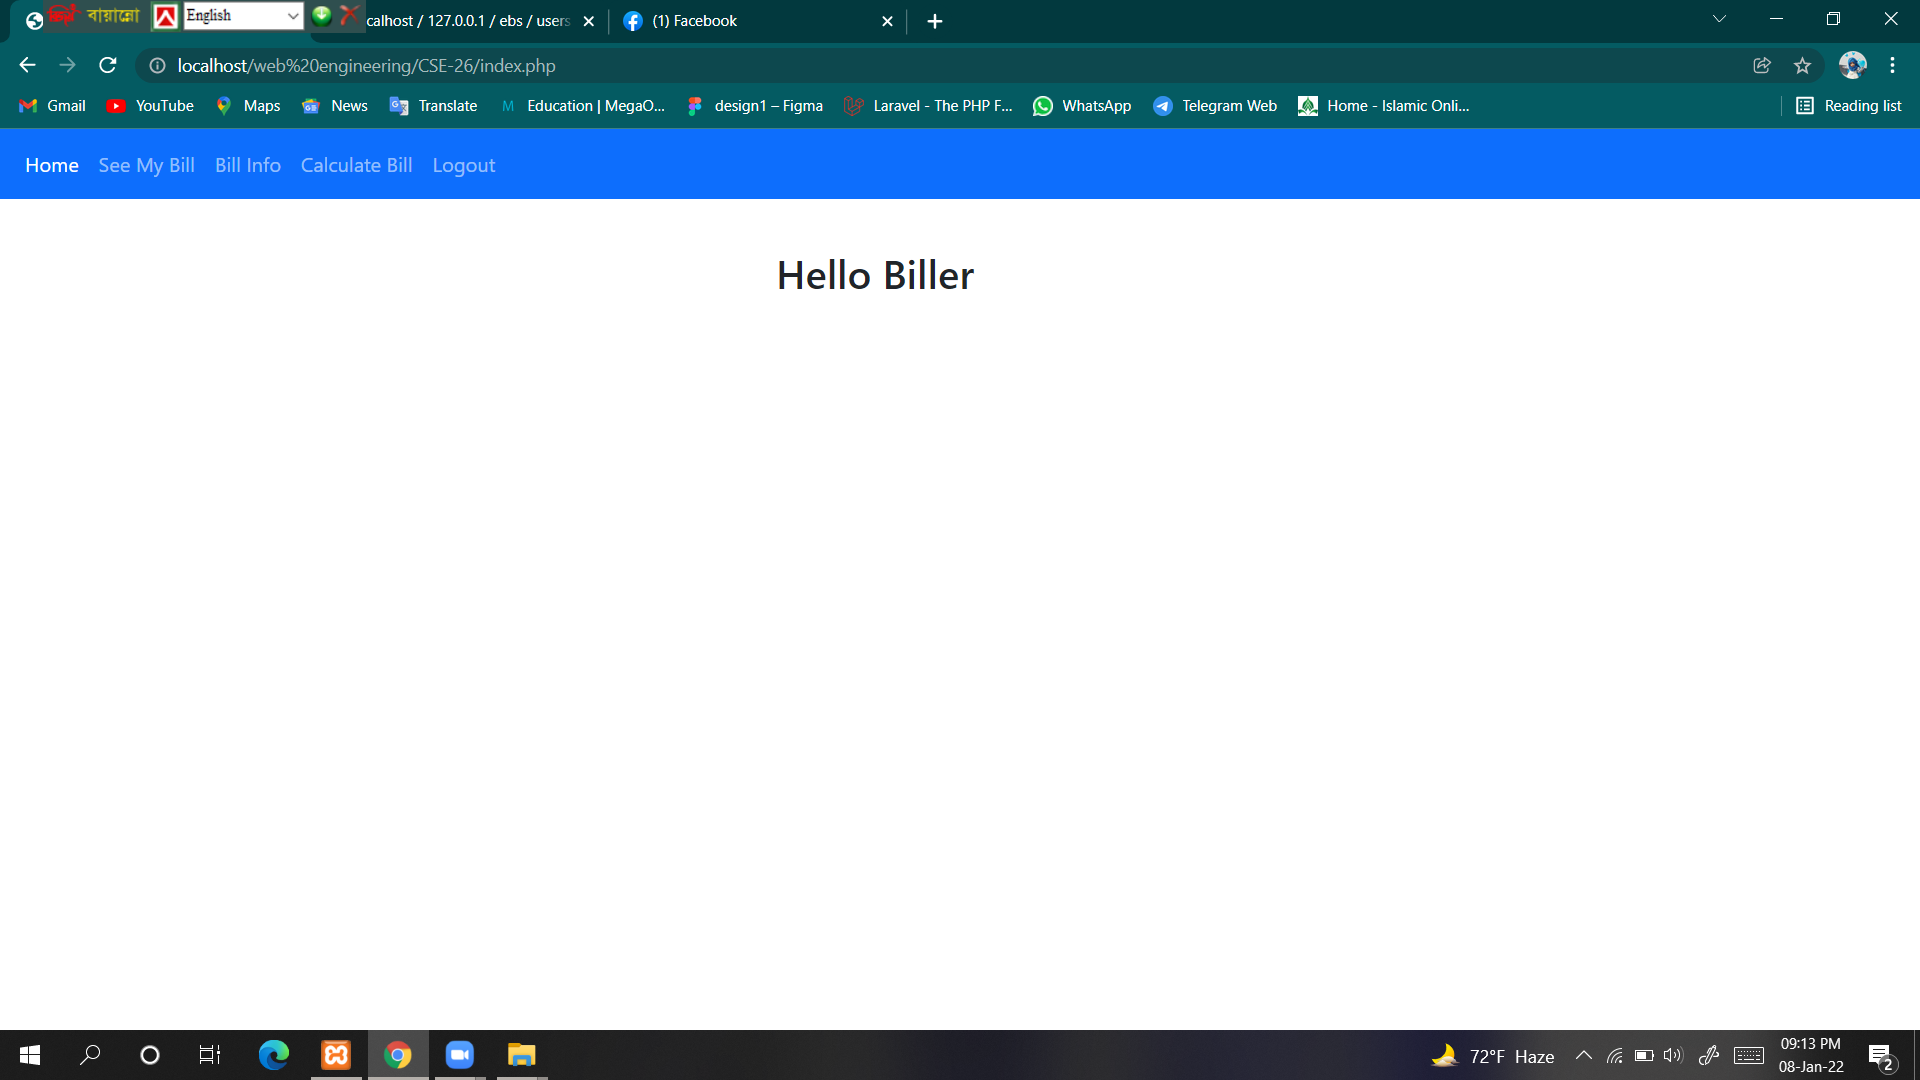 বায়ান্নো English calhost / 127.0.0.1 / ebs / users (1) Facebook
localhost/web%20engineering/CSE-26/index.php
Gmail YouTube Maps News Translate Education | MegaO... design1 – Figma Laravel - The PHP F... WhatsApp Telegram Web Home - Islamic Onli... Reading list
Home See My Bill Bill Info Calculate Bill Logout
Hello Biller
72°F Haze 09:13 PM
08-Jan-22 2